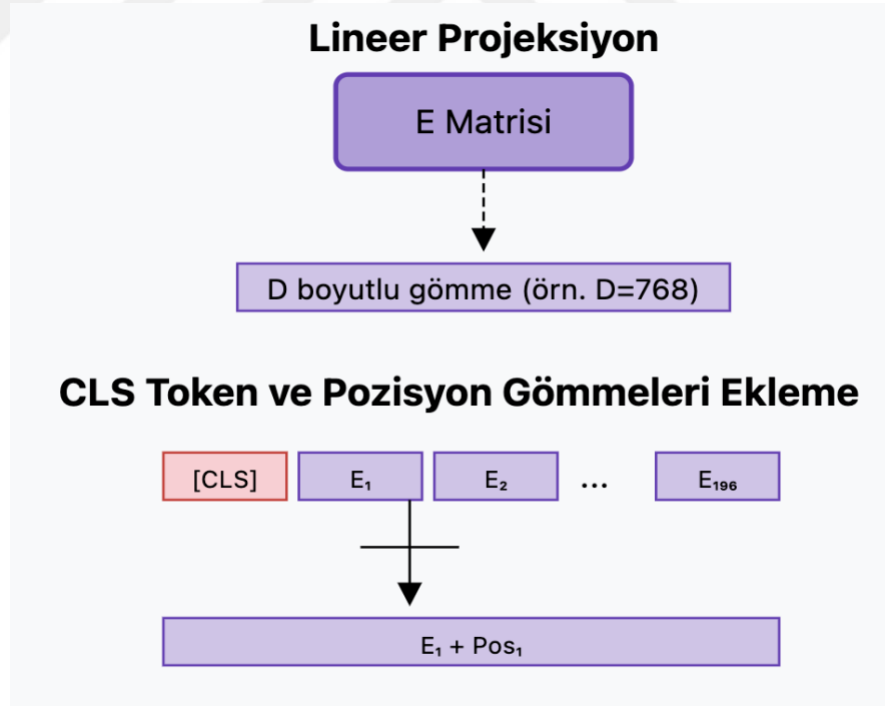 Lineer Projeksiyon
E Matrisi
D boyutlu gömme (örn. D=768)
CLS Token ve Pozisyon Gömmeleri Ekleme
[CLS] E₁ E₂ ... E₁₉₆
E₁ + Pos₁